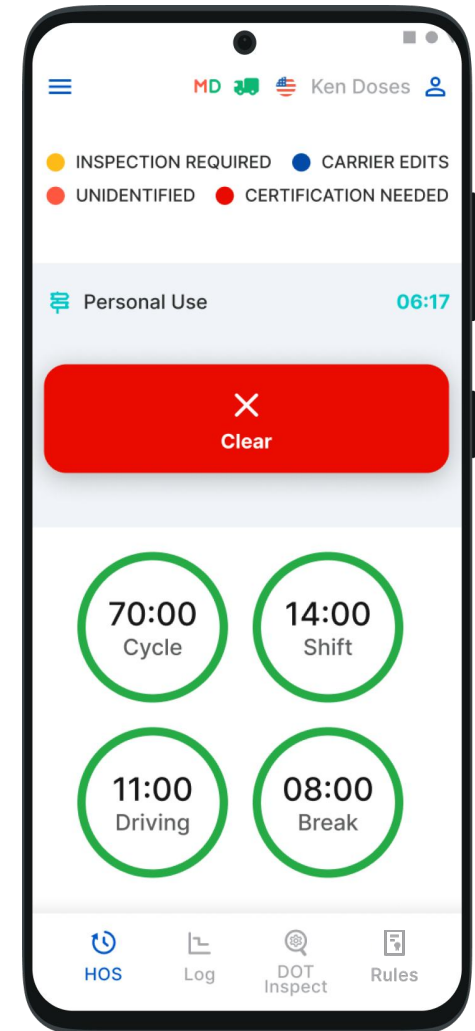 MD Ken Doses
INSPECTION REQUIRED CARRIER EDITS
UNIDENTIFIED CERTIFICATION NEEDED
Personal Use 06:17
Clear
70:00 14:00
Cycle Shift
11:00 08:00
Driving Break
HOS Log DOT Inspect Rules